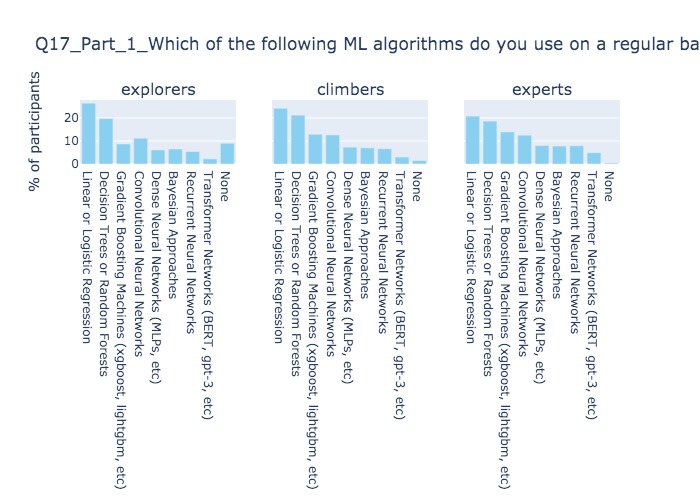 Q17_Part_1_Which of the following ML algorithms do you use on a regular ba
% of participants
explorers
climbers
experts
20
10
0
Linear or Logistic Regression
Decision Trees or Random Forests
Gradient Boosting Machines (xgboost, lightgbm, etc)
Convolutional Neural Networks
Dense Neural Networks (MLPs, etc)
Bayesian Approaches
Recurrent Neural Networks
Transformer Networks (BERT, gpt-3, etc)
None
Linear or Logistic Regression
Decision Trees or Random Forests
Gradient Boosting Machines (xgboost, lightgbm, etc)
Convolutional Neural Networks
Dense Neural Networks (MLPs, etc)
Bayesian Approaches
Recurrent Neural Networks
Transformer Networks (BERT, gpt-3, etc)
None
Linear or Logistic Regression
Decision Trees or Random Forests
Gradient Boosting Machines (xgboost, lightgbm, etc)
Convolutional Neural Networks
Dense Neural Networks (MLPs, etc)
Bayesian Approaches
Recurrent Neural Networks
Transformer Networks (BERT, gpt-3, etc)
None